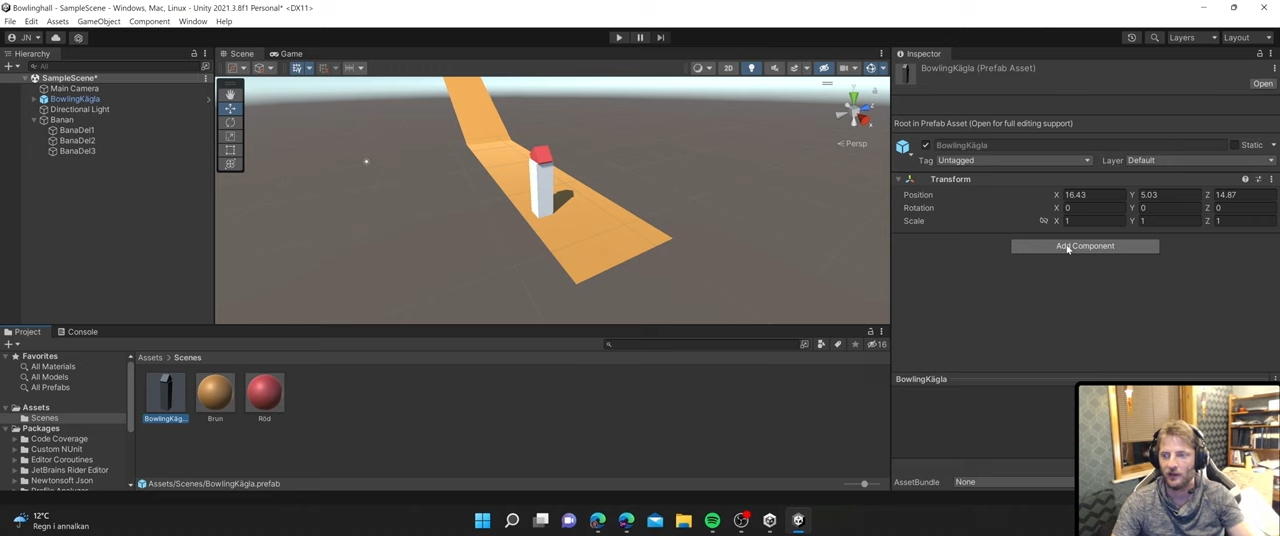 Bowlinghall - SampleScene - Windows, Mac, Linux - Unity 2021.3.8f1 Personal* <DX11>
File Edit Assets GameObject Component Window Help
JN Layers Layout
Hierarchy
All
SampleScene*
Main Camera
BowlingKägla
Directional Light
Banan
BanaDel1
BanaDel2
BanaDel3
Scene Game
2D
y
z
x
Persp
Inspector
BowlingKägla (Prefab Asset)
Open
Root in Prefab Asset (Open for full editing support)
BowlingKägla Static
Tag Untagged Layer Default
Transform
Position X 16.43 Y 5.03 Z 14.87
Rotation X 0 Y 0 Z 0
Scale X 1 Y 1 Z 1
Add Component
BowlingKägla
AssetBundle None
Project Console
16
Favorites
All Materials
All Models
All Prefabs
Assets
Scenes
Packages
Code Coverage
Custom NUnit
Editor Coroutines
JetBrains Rider Editor
Newtonsoft Json
Assets > Scenes
BowlingKäg...
Brun
Röd
Assets/Scenes/BowlingKägla.prefab
12°C
Regn i annalkan